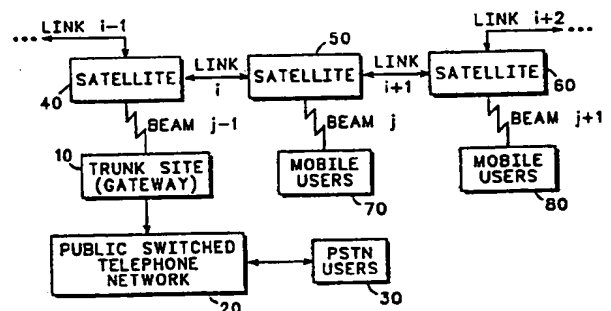 ... LINK i-1
50
LINK i+2 ...
SATELLITE
LINK
i
SATELLITE
LINK
i+1
SATELLITE
40
60
BEAM j-1
BEAM j
BEAM j+1
10
TRUNK SITE
(GATEWAY)
MOBILE
USERS
70
MOBILE
USERS
80
PUBLIC SWITCHED
TELEPHONE
NETWORK
20
PSTN
USERS
30